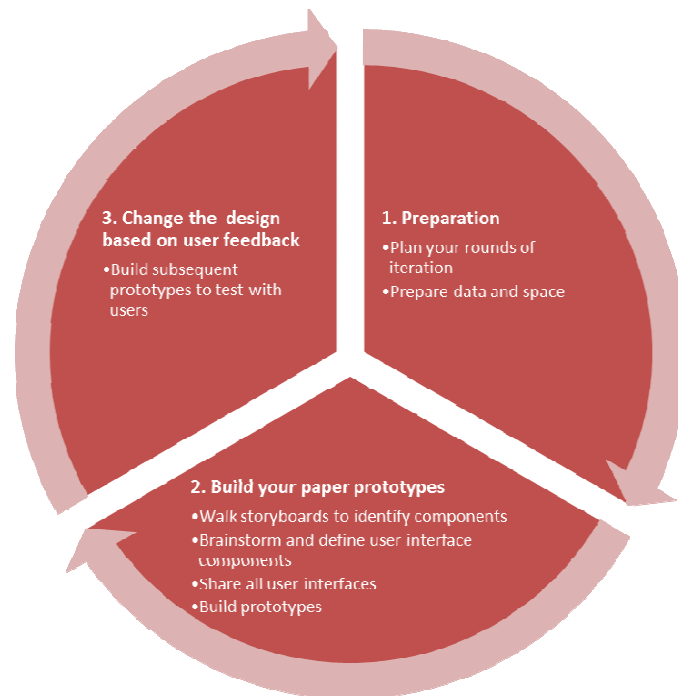 3. Change the design
based on user feedback
•Build subsequent
prototypes to test with
users
1. Preparation
•Plan your rounds of
iteration
•Prepare data and space
2. Build your paper prototypes
•Walk storyboards to identify components
•Brainstorm and define user interface
components
•Share all user interfaces
•Build prototypes